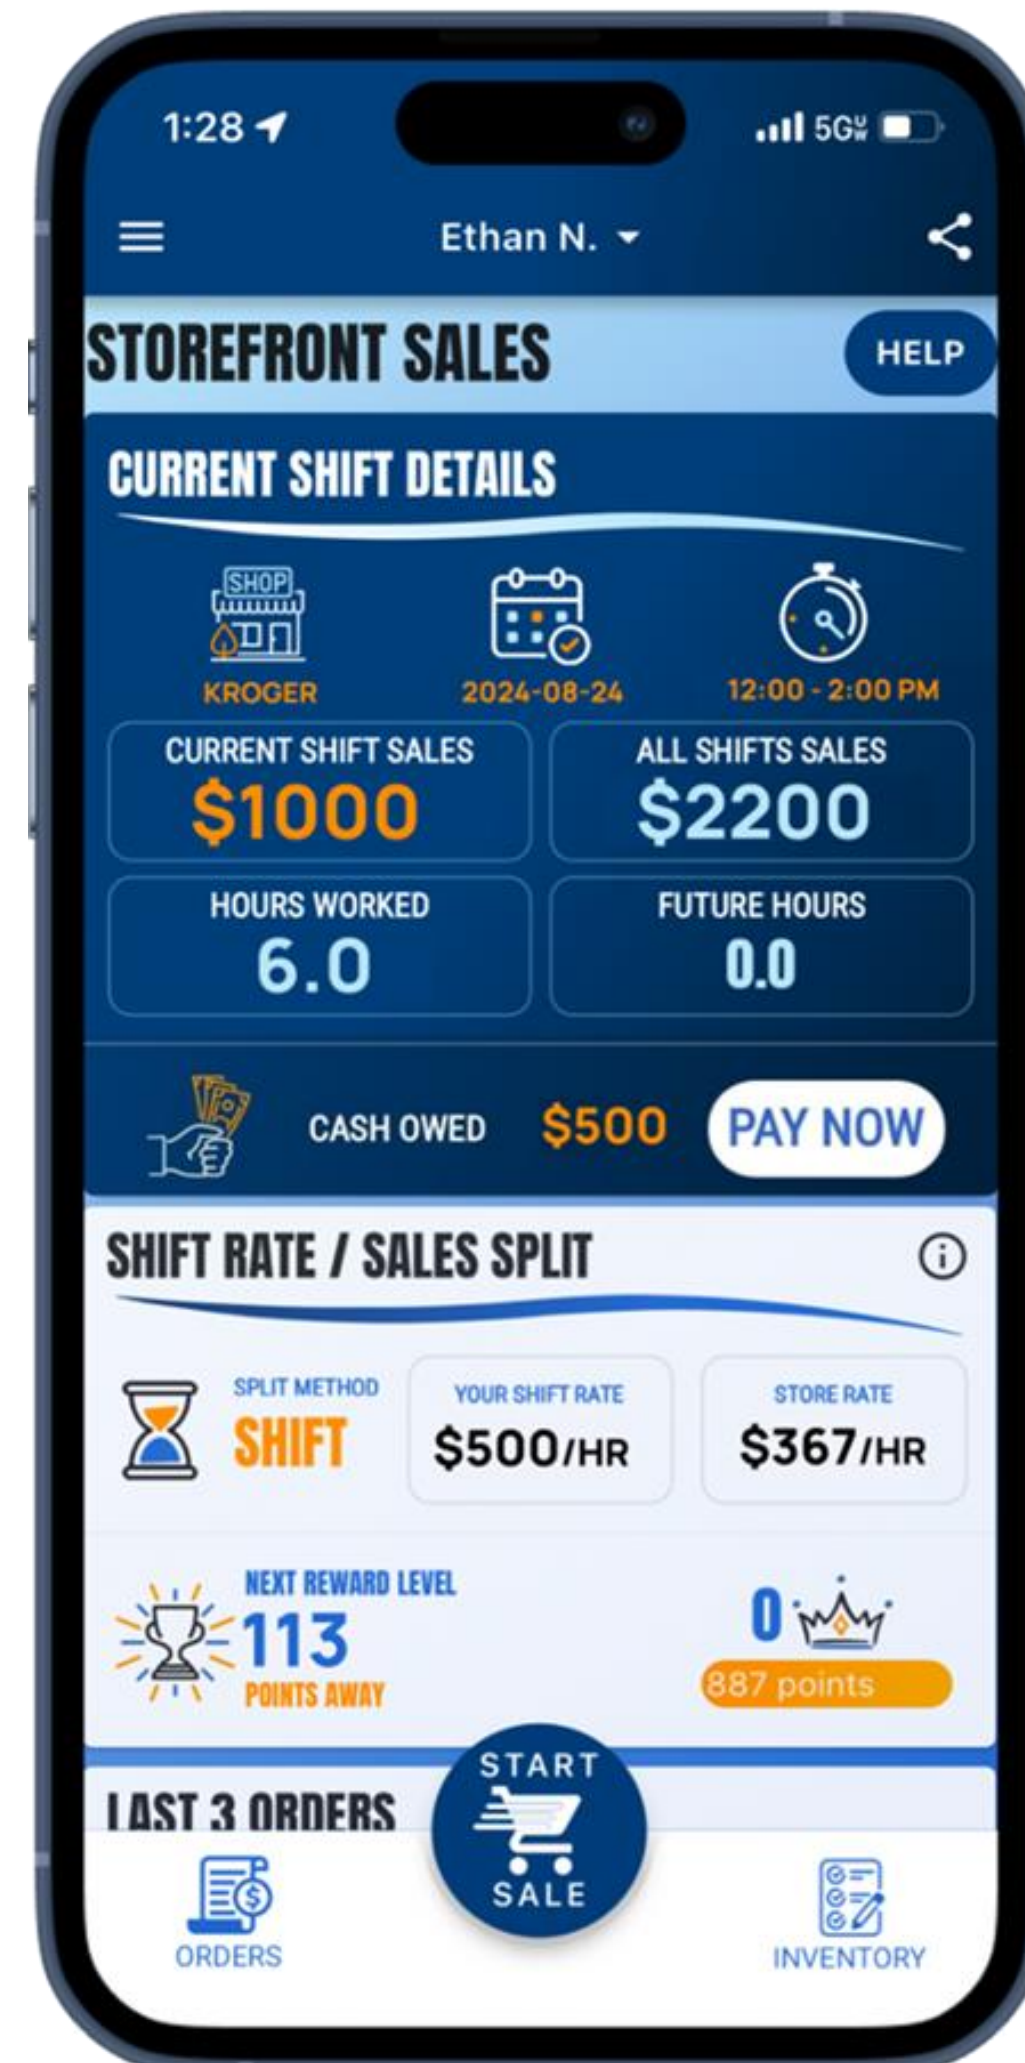 1:28
5G UW
Ethan N.
STOREFRONT SALES
HELP
CURRENT SHIFT DETAILS
SHOP
KROGER
2024-08-24
12:00 - 2:00 PM
CURRENT SHIFT SALES
$1000
ALL SHIFTS SALES
$2200
HOURS WORKED
6.0
FUTURE HOURS
0.0
CASH OWED
$500
PAY NOW
SHIFT RATE / SALES SPLIT
SPLIT METHOD
SHIFT
YOUR SHIFT RATE
$500/HR
STORE RATE
$367/HR
NEXT REWARD LEVEL
113
POINTS AWAY
0
887 points
LAST 3 ORDERS
START
SALE
ORDERS
INVENTORY